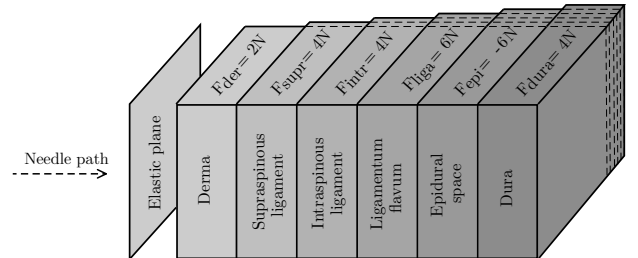 Fder= 2N
Fsupr= 4N
Fintr= 4N
Fliga= 6N
Fepi= -6N
Fdura= 4N
Needle path
Elastic plane
Derma
Supraspinous
ligament
Intraspinous
ligament
Ligamentum
flavum
Epidural
space
Dura